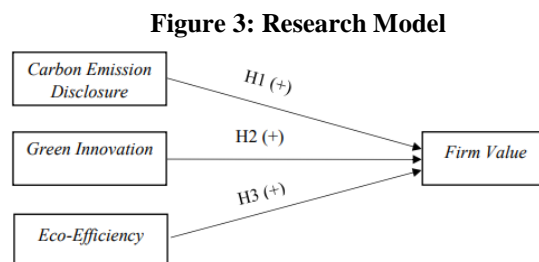 Figure 3: Research Model
Carbon Emission
Disclosure
H1 (+)
Green Innovation
H2 (+)
Firm Value
H3 (+)
Eco-Efficiency